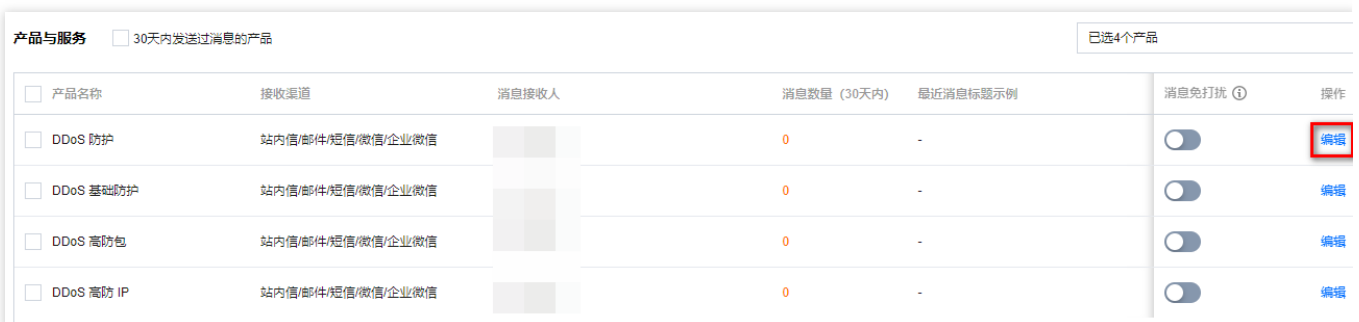 产品与服务 30天内发送过消息的产品 已选4个产品
产品名称 接收渠道 消息接收人 消息数量 (30天内) 最近消息标题示例 消息免打扰 操作
DDoS 防护 站内信/邮件/短信/微信/企业微信 0 - 编辑
DDoS 基础防护 站内信/邮件/短信/微信/企业微信 0 - 编辑
DDoS 高防包 站内信/邮件/短信/微信/企业微信 0 - 编辑
DDoS 高防 IP 站内信/邮件/短信/微信/企业微信 0 - 编辑